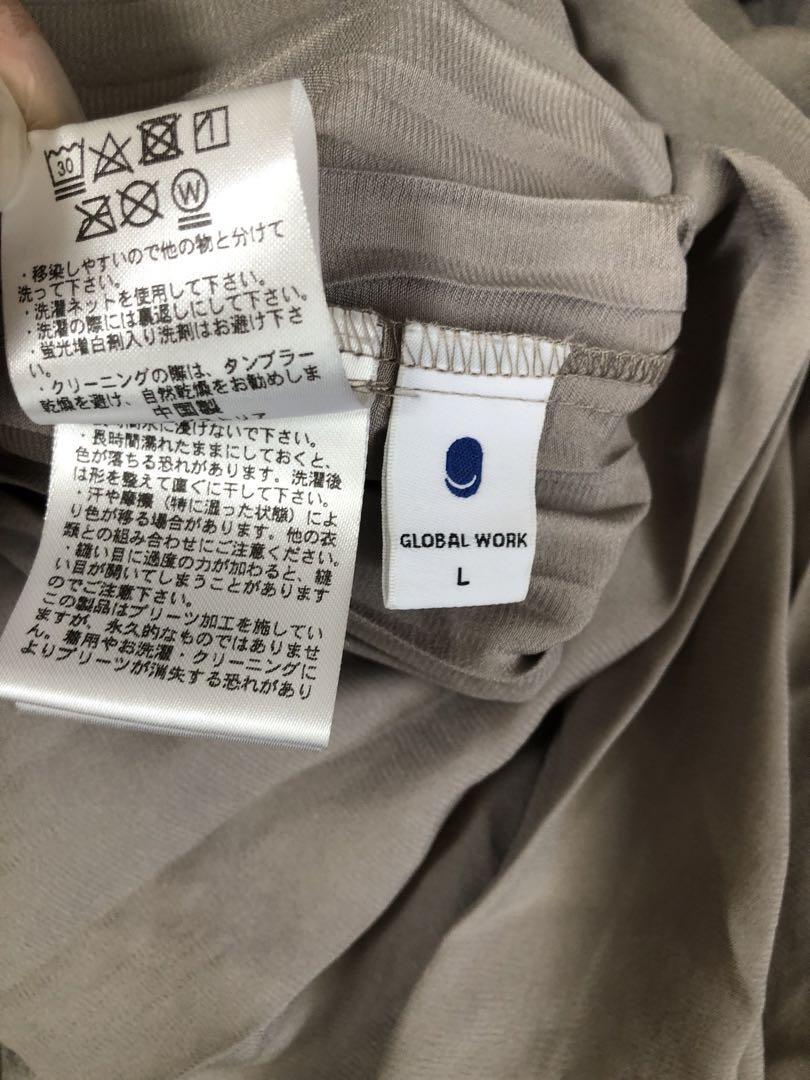 30
W
・移染しやすいので他の物と分けて
洗って下さい。
・洗濯ネットを使用して下さい。
・洗濯の際には裏返しにして下さい。
・蛍光増白剤入り洗剤はお避け下さ
い。
・クリーニングの際は、タンブラー
乾燥を避け、自然乾燥をお勧めしま
中国製
時間水に浸けないで下さい。
・長時間濡れたままにしておくと、
色が落ちる恐れがあります。洗濯後
は形を整えて直ぐに干して下さい。
・汗や摩擦（特に湿った状態）によ
り色が移る場合があります。他の衣
類との組み合わせにご注意ください。
・縫い目に過度の力が加わると、縫
い目が開いてしまうことがあります
のでご注意下さい。
この製品はプリーツ加工を施してい
ますが、永久的なものではありませ
ん。着用やお洗濯・クリーニングに
よりプリーツが消失する恐れがあり
GLOBAL WORK
L